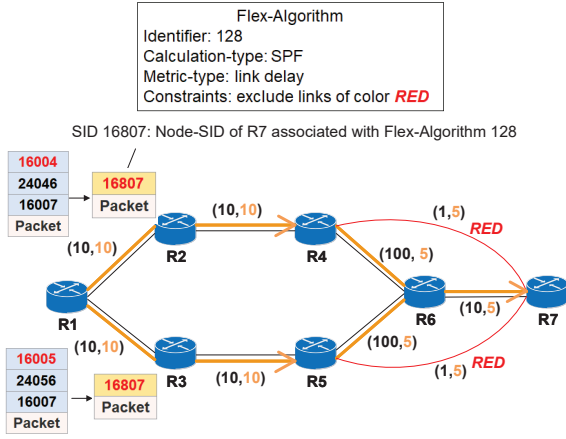 Flex-Algorithm
Identifier: 128
Calculation-type: SPF
Metric-type: link delay
Constraints: exclude links of color RED
SID 16807: Node-SID of R7 associated with Flex-Algorithm 128
16004
24046
16007
Packet
16807
Packet
(10,10)
R2
(10,10)
R4
(1,5)
RED
(10,10)
(100, 5)
R1
R6
(10,5)
R7
(10,10)
R3
(10,10)
R5
(100,5)
(1,5)
RED
16005
24056
16007
Packet
16807
Packet